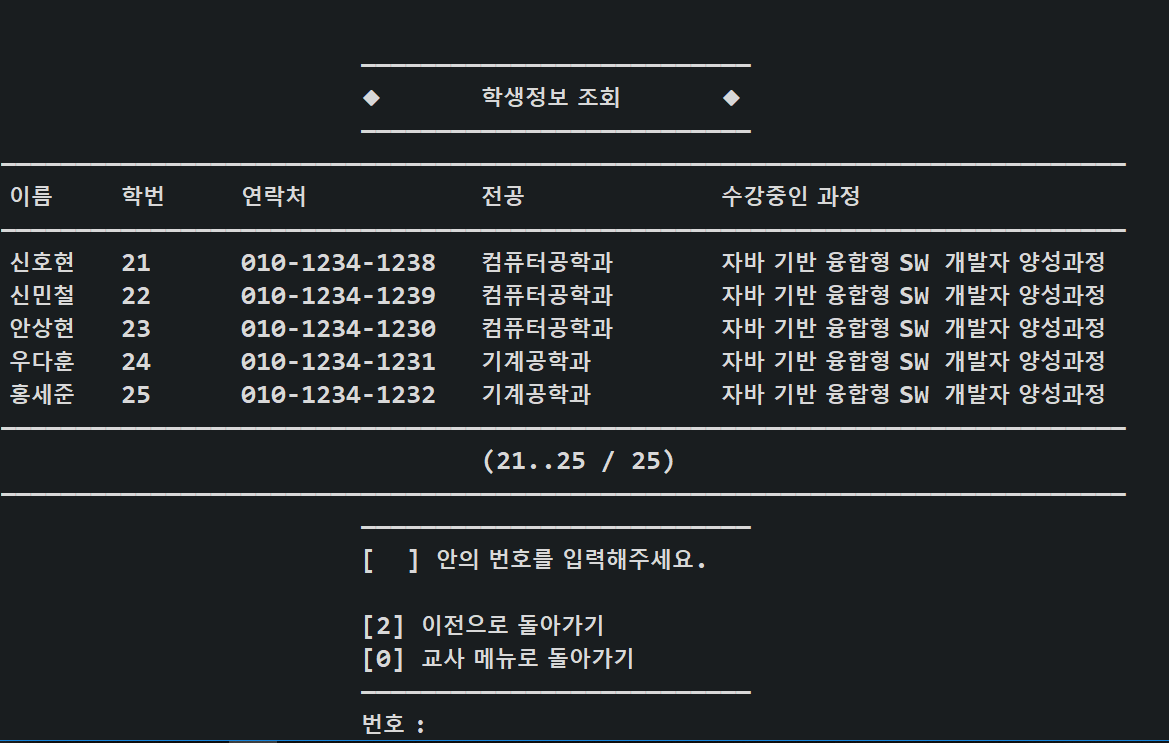 ◆ 학생정보 조회 ◆
이름 학번 연락처 전공 수강중인 과정
신호현 21 010-1234-1238 컴퓨터공학과 자바 기반 융합형 SW 개발자 양성과정
신민철 22 010-1234-1239 컴퓨터공학과 자바 기반 융합형 SW 개발자 양성과정
안상현 23 010-1234-1230 컴퓨터공학과 자바 기반 융합형 SW 개발자 양성과정
우다훈 24 010-1234-1231 기계공학과 자바 기반 융합형 SW 개발자 양성과정
홍세준 25 010-1234-1232 기계공학과 자바 기반 융합형 SW 개발자 양성과정
(21..25 / 25)
[  ] 안의 번호를 입력해주세요.
[2] 이전으로 돌아가기
[0] 교사 메뉴로 돌아가기
번호 :